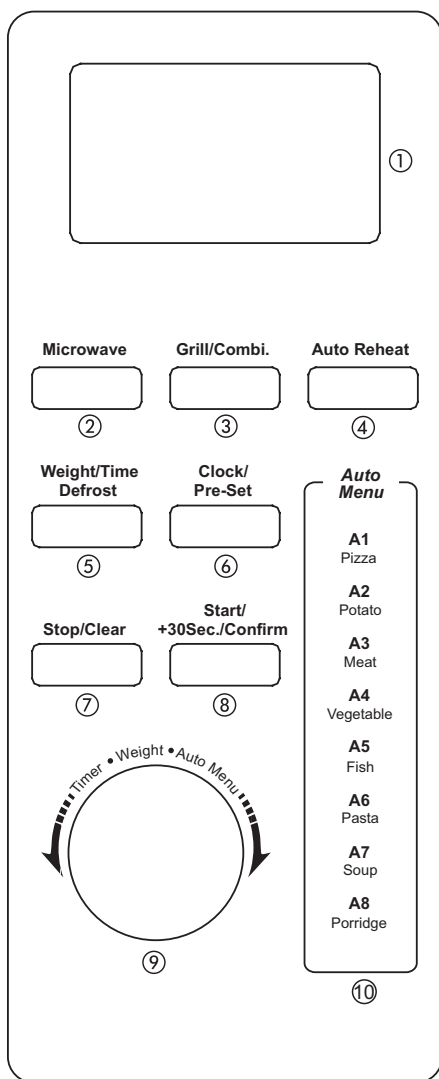 ①
Microwave
Grill/Combi.
Auto Reheat
②
③
④
Weight/Time
Defrost
Clock/
Pre-Set
⑤
⑥
Stop/Clear
Start/
+30Sec./Confirm
⑦
⑧
Timer • Weight • Auto Menu
⑨
Auto
Menu
A1
Pizza
A2
Potato
A3
Meat
A4
Vegetable
A5
Fish
A6
Pasta
A7
Soup
A8
Porridge
⑩